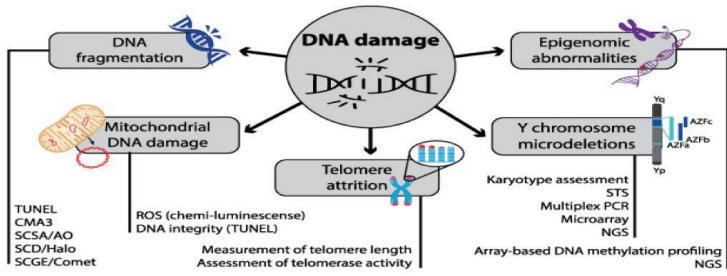 DNA damage
DNA
fragmentation
Epigenomic
abnormalities
Mitochondrial
DNA damage
Telomere
attrition
Y chromosome
microdeletions
Yq
AZFc
AZFb
AZFa
Yp
TUNEL
CMA3
SCSA/AO
SCD/Halo
SCGE/Comet
ROS (chemi-luminescense)
DNA integrity (TUNEL)
Measurement of telomere length
Assessment of telomerase activity
Karyotype assessment
STS
Multiplex PCR
Microarray
NGS
Array-based DNA methylation profiling
NGS